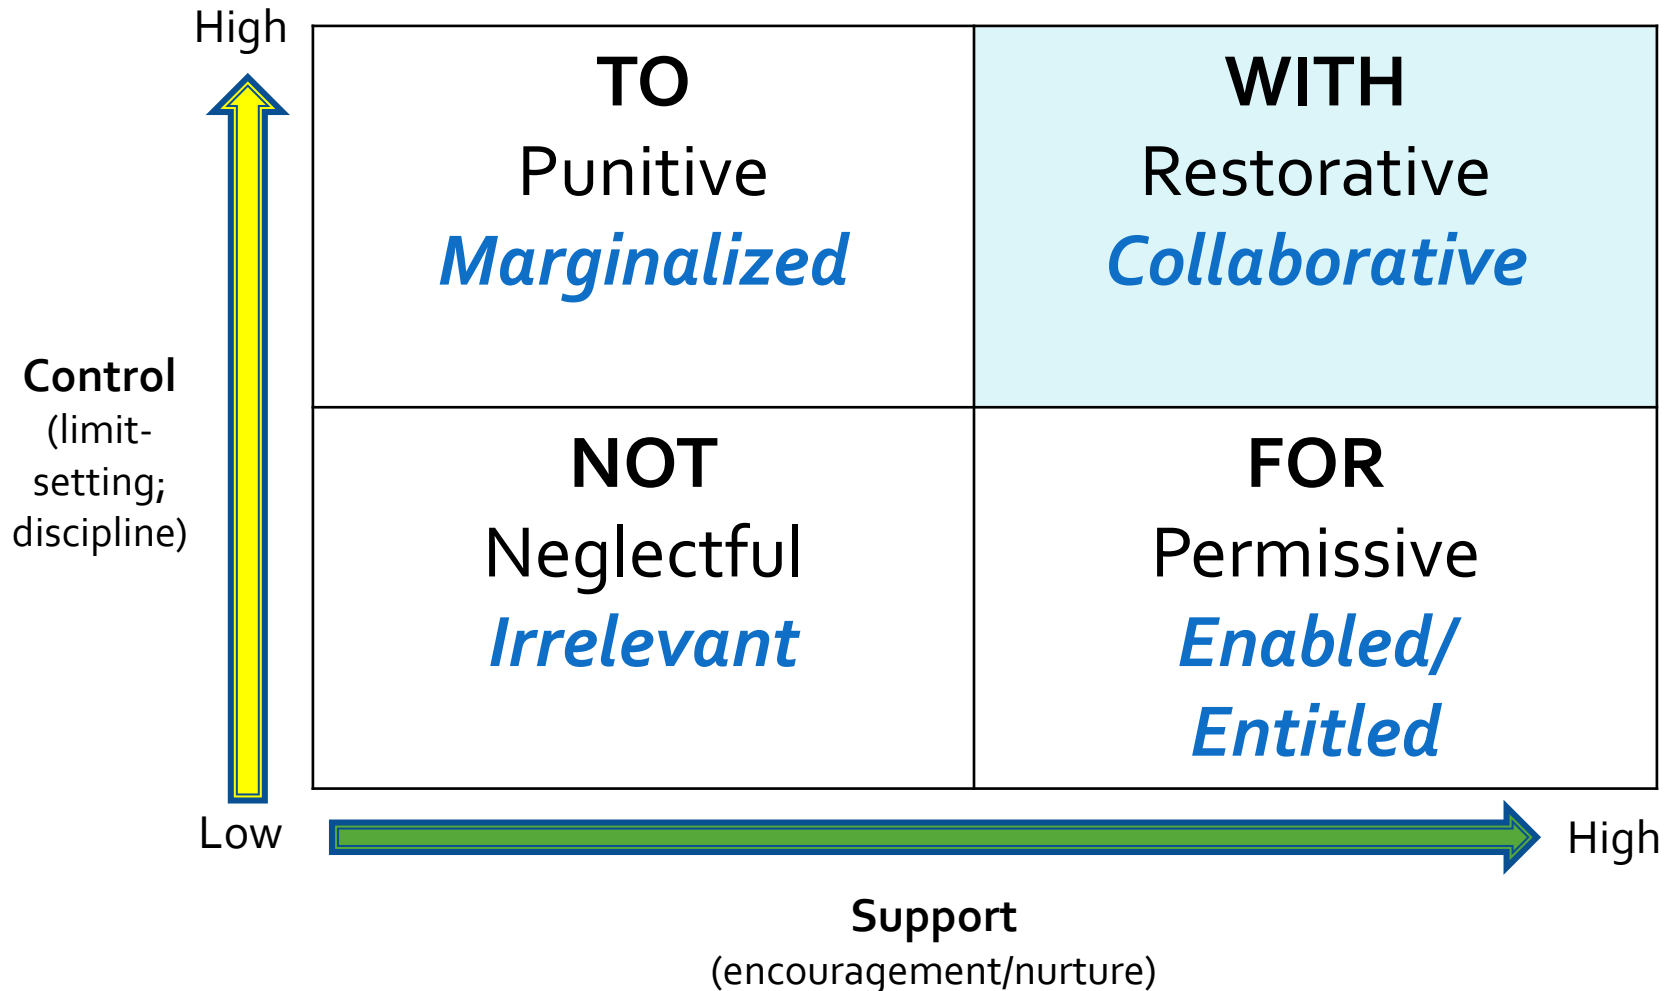 High
TO
Punitive
Marginalized
WITH
Restorative
Collaborative
Control
(limit-
setting;
discipline)
NOT
Neglectful
Irrelevant
FOR
Permissive
Enabled/
Entitled
Low
High
Support
(encouragement/nurture)